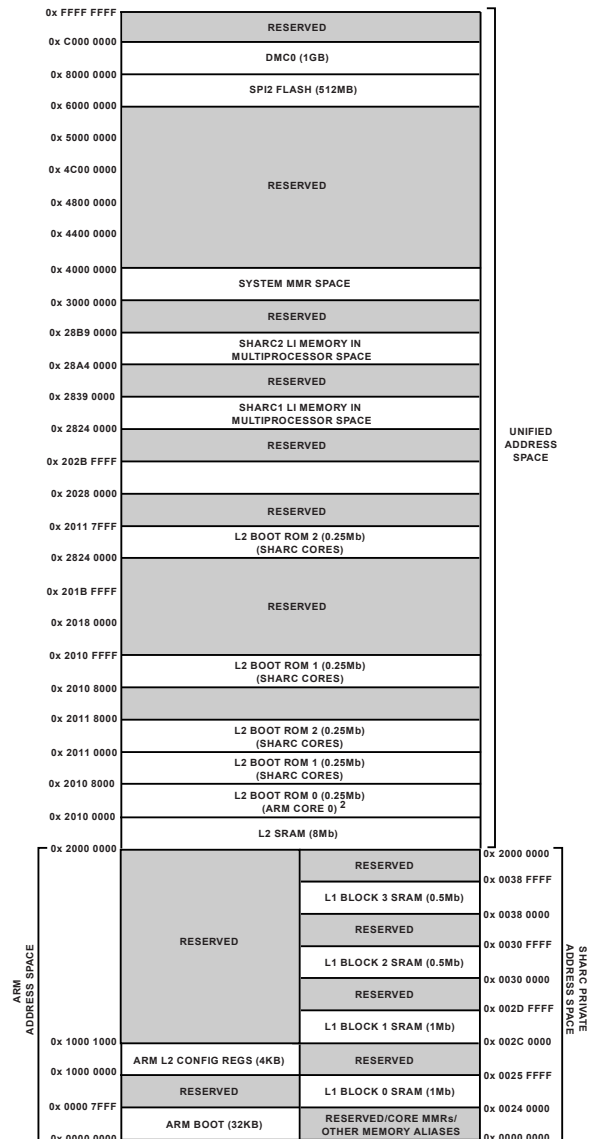 0x FFFF FFFF
RESERVED
0x C000 0000
DMC0 (1GB)
0x 8000 0000
SPI2 FLASH (512MB)
0x 6000 0000
0x 5000 0000
0x 4C00 0000
RESERVED
0x 4800 0000
0x 4400 0000
0x 4000 0000
SYSTEM MMR SPACE
0x 3000 0000
RESERVED
0x 28B9 0000
SHARC2 LI MEMORY IN
MULTIPROCESSOR SPACE
0x 28A4 0000
RESERVED
0x 2839 0000
SHARC1 LI MEMORY IN
MULTIPROCESSOR SPACE
0x 2824 0000
UNIFIED
ADDRESS
SPACE
RESERVED
0x 202B FFFF
0x 2028 0000
RESERVED
0x 2011 7FFF
L2 BOOT ROM 2 (0.25Mb)
(SHARC CORES)
0x 2824 0000
0x 201B FFFF
RESERVED
0x 2018 0000
0x 2010 FFFF
L2 BOOT ROM 1 (0.25Mb)
(SHARC CORES)
0x 2010 8000
0x 2011 8000
L2 BOOT ROM 2 (0.25Mb)
(SHARC CORES)
0x 2011 0000
L2 BOOT ROM 1 (0.25Mb)
(SHARC CORES)
0x 2010 8000
L2 BOOT ROM 0 (0.25Mb)
(ARM CORE 0) 2
0x 2010 0000
L2 SRAM (8Mb)
0x 2000 0000
0x 2000 0000
RESERVED
0x 0038 FFFF
L1 BLOCK 3 SRAM (0.5Mb)
0x 0038 0000
RESERVED
RESERVED
0x 0030 FFFF
L1 BLOCK 2 SRAM (0.5Mb)
0x 0030 0000
RESERVED
0x 002D FFFF
L1 BLOCK 1 SRAM (1Mb)
0x 002C 0000
ARM
ADDRESS SPACE
SHARC PRIVATE
ADDRESS SPACE
0x 1000 1000
ARM L2 CONFIG REGS (4KB)
RESERVED
0x 1000 0000
0x 0025 FFFF
RESERVED
L1 BLOCK 0 SRAM (1Mb)
0x 0000 7FFF
0x 0024 0000
ARM BOOT (32KB)
RESERVED/CORE MMRs/
OTHER MEMORY ALIASES
0x 0000 0000
0x 0000 0000